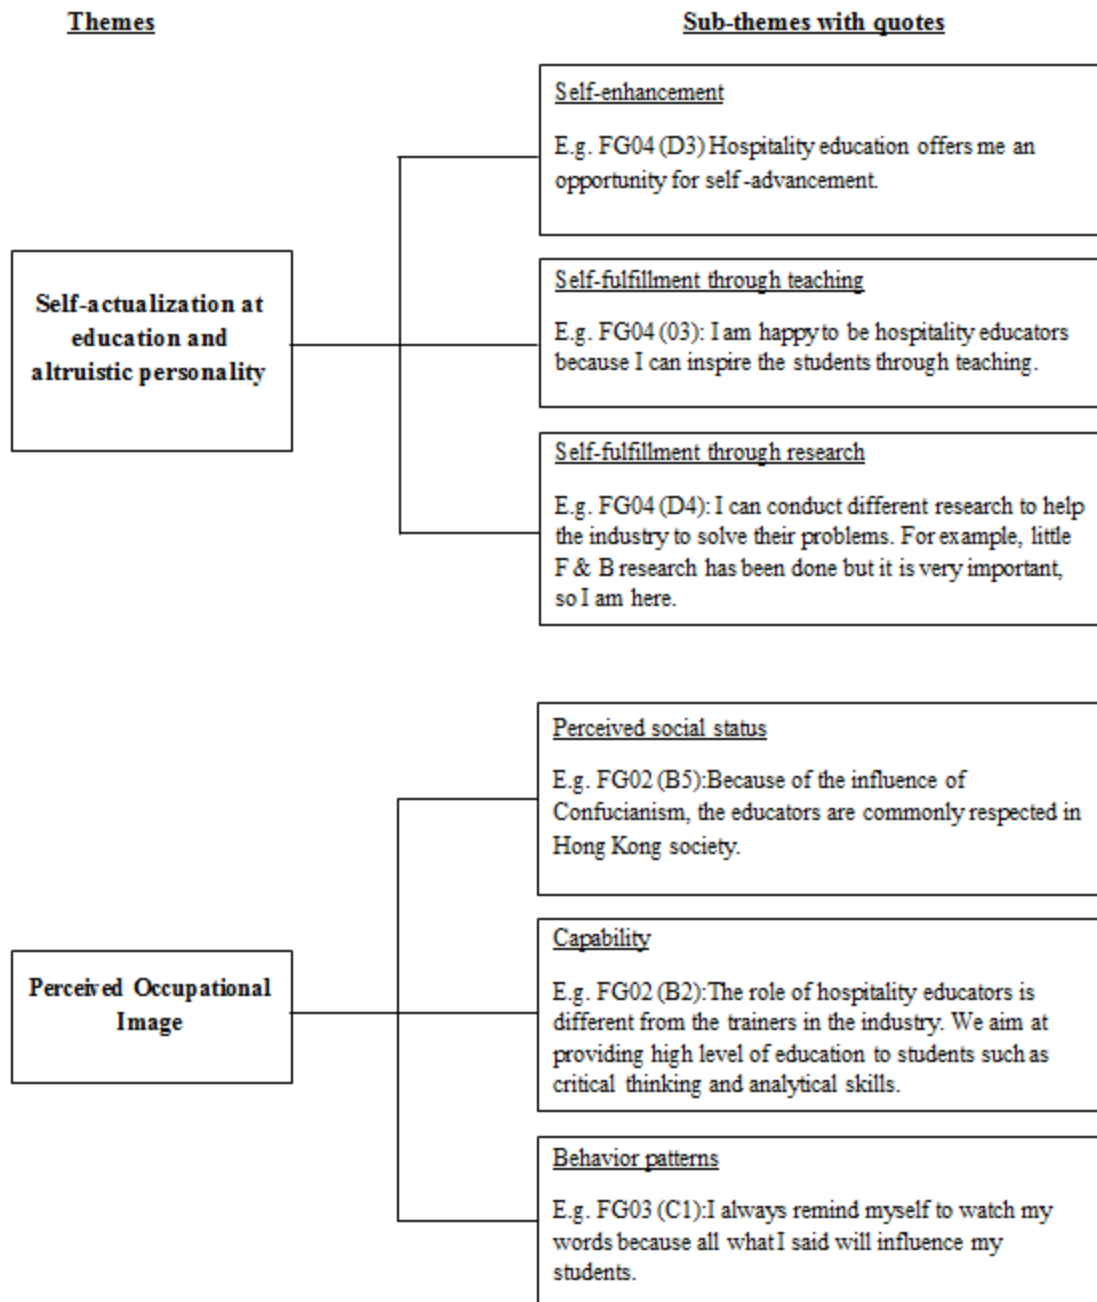 Themes
Sub-themes with quotes
Self-enhancement
E.g. FG04 (D3) Hospitality education offers me an
opportunity for self-advancement.
Self-actualization at
education and
altruistic personality
Self-fulfillment through teaching
E.g. FG04 (03): I am happy to be hospitality educators
because I can inspire the students through teaching.
Self-fulfillment through research
E.g. FG04 (D4): I can conduct different research to help
the industry to solve their problems. For example, little
F & B research has been done but it is very important,
so I am here.
Perceived social status
E.g. FG02 (B5):Because of the influence of
Confucianism, the educators are commonly respected in
Hong Kong society.
Perceived Occupational
Image
Capability
E.g. FG02 (B2):The role of hospitality educators is
different from the trainers in the industry. We aim at
providing high level of education to students such as
critical thinking and analytical skills.
Behavior patterns
E.g. FG03 (C1):I always remind myself to watch my
words because all what I said will influence my
students.